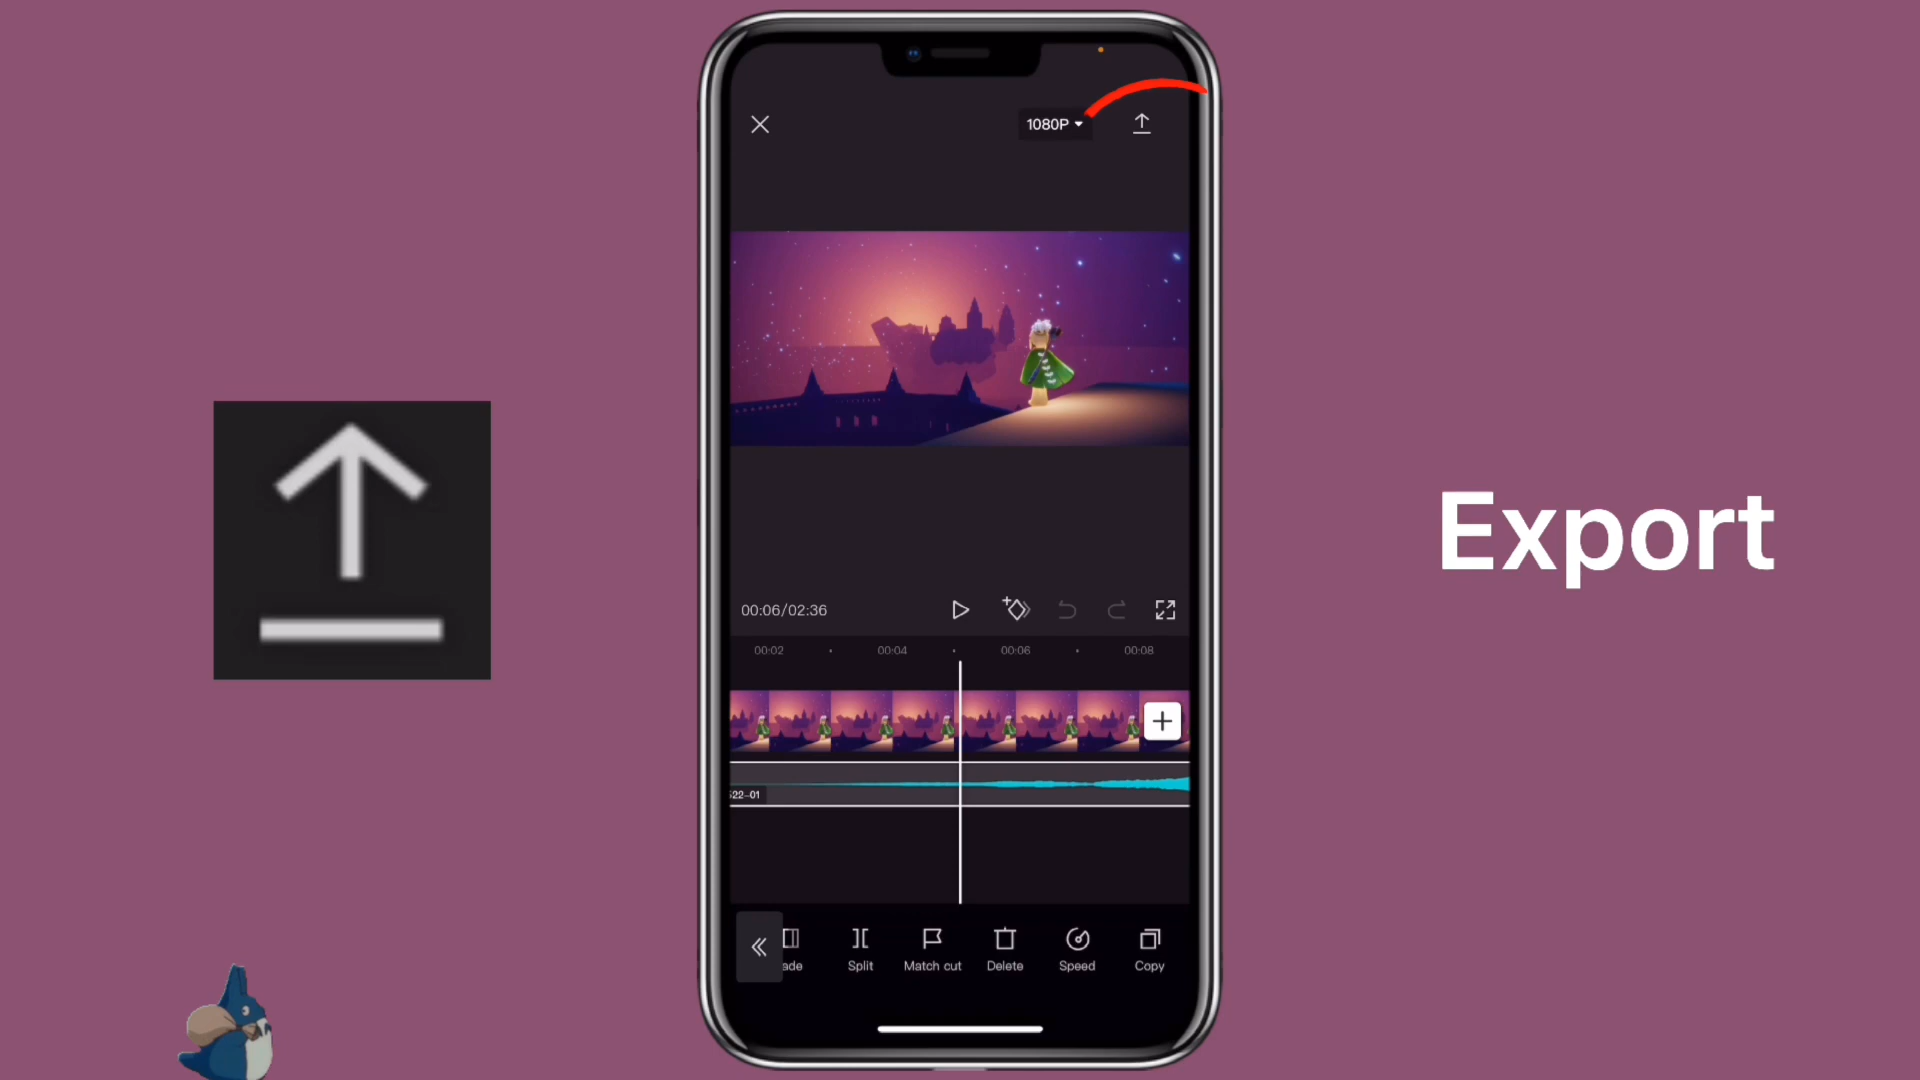 1080P
Export
00:06/02:36
00:02
00:04
00:06
00:08
522-01
ade
Split
Match cut
Delete
Speed
Copy